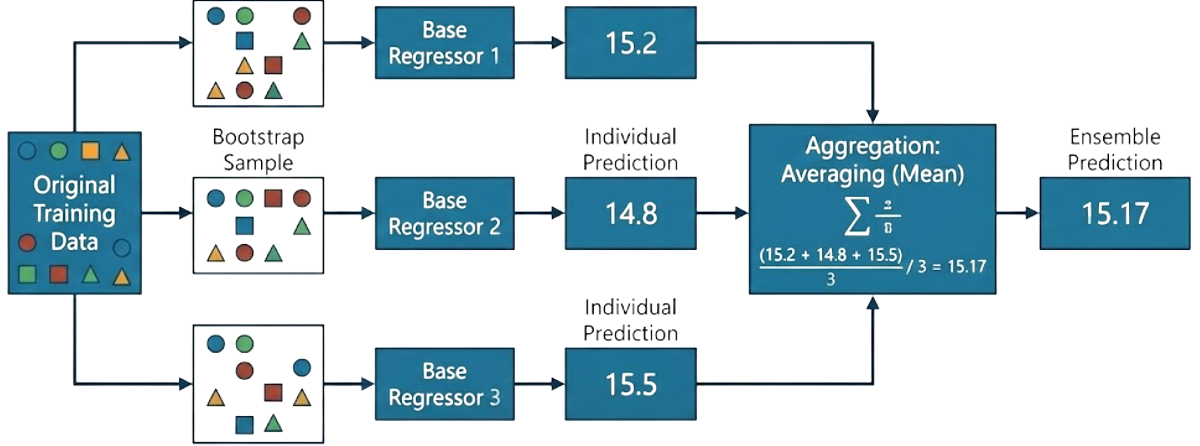 Base
Regressor 1
15.2
Bootstrap
Sample
Individual
Prediction
Ensemble
Prediction
Original
Training
Data
Base
Regressor 2
14.8
Aggregation:
Averaging (Mean)
∑ 2/8
(15.2 + 14.8 + 15.5)/3 / 3 = 15.17
15.17
Individual
Prediction
Base
Regressor 3
15.5